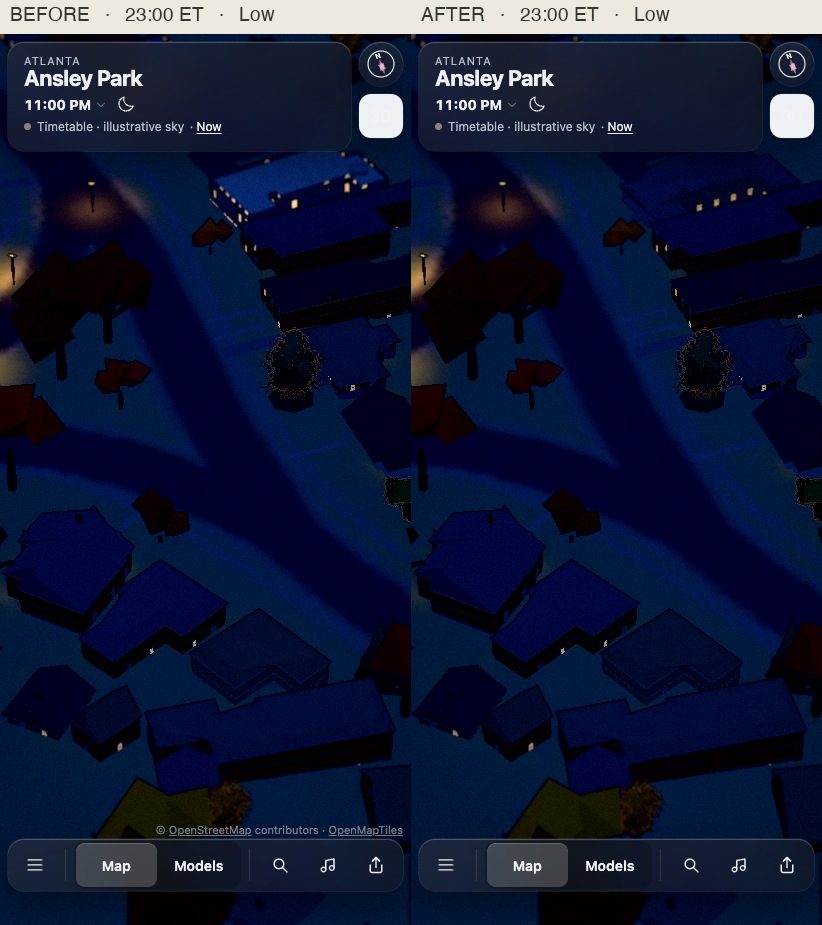 BEFORE · 23:00 ET · Low
ATLANTA
Ansley Park
11:00 PM
Timetable · illustrative sky · Now
N
© OpenStreetMap contributors · OpenMapTiles
Map
Models
AFTER · 23:00 ET · Low
ATLANTA
Ansley Park
11:00 PM
Timetable · illustrative sky · Now
N
Map
Models